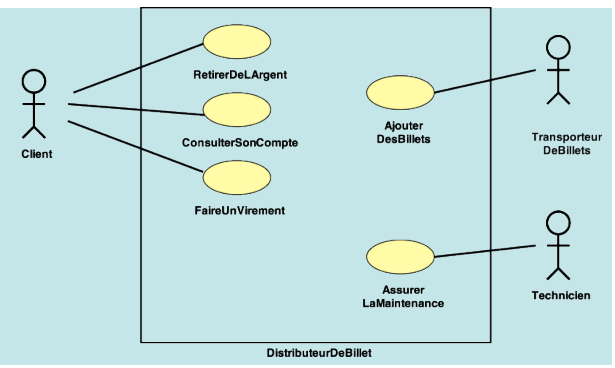 RetirerDeLArgent
ConsulterSonCompte
Client
FaireUnVirement
Ajouter
DesBillets
Transporteur
DeBillets
Assurer
LaMaintenance
Technicien
DistributeurDeBillet